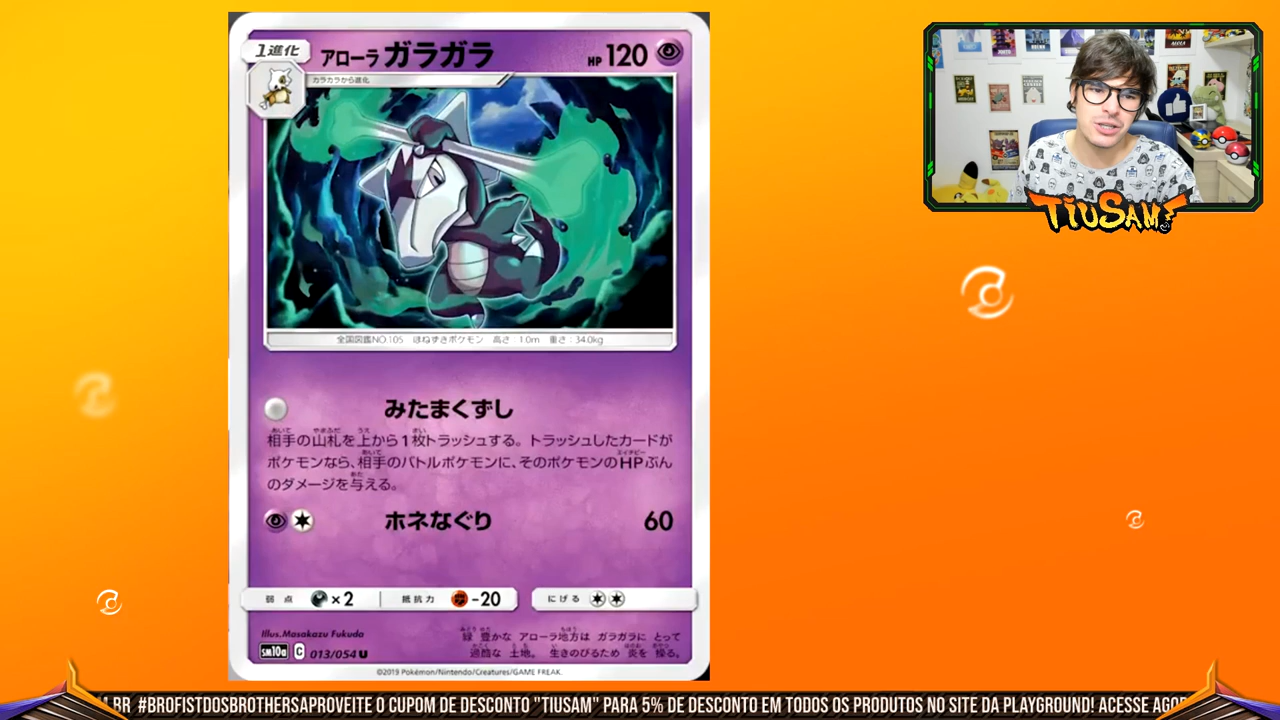 1進化
アローラ ガラガラ
HP 120
カラカラから進化
全国図鑑NO.105 ほねずきポケモン 高さ:1.0m 重さ:34.0kg
みたまくずし
相手の山札を上から1枚トラッシュする。トラッシュしたカードが
ポケモンなら、相手のバトルポケモンに、そのポケモンのHPぶん
のダメージを与える。
ホネなぐり 60
弱点 ×2 抵抗力 -20 にげる
Illus.Masakazu Fukuda
緑豊かな アローラ地方は ガラガラに とって
過酷な 土地。 生きのびるため 炎を 操る。
sm10a C 013/054 U
©2019 Pokémon/Nintendo/Creatures/GAME FREAK.
TIUSAM
.BR #BROFISTDOSBROTHERSAPROVEITE O CUPOM DE DESCONTO "TIUSAM" PARA 5% DE DESCONTO EM TODOS OS PRODUTOS NO SITE DA PLAYGROUND! ACESSE AGO